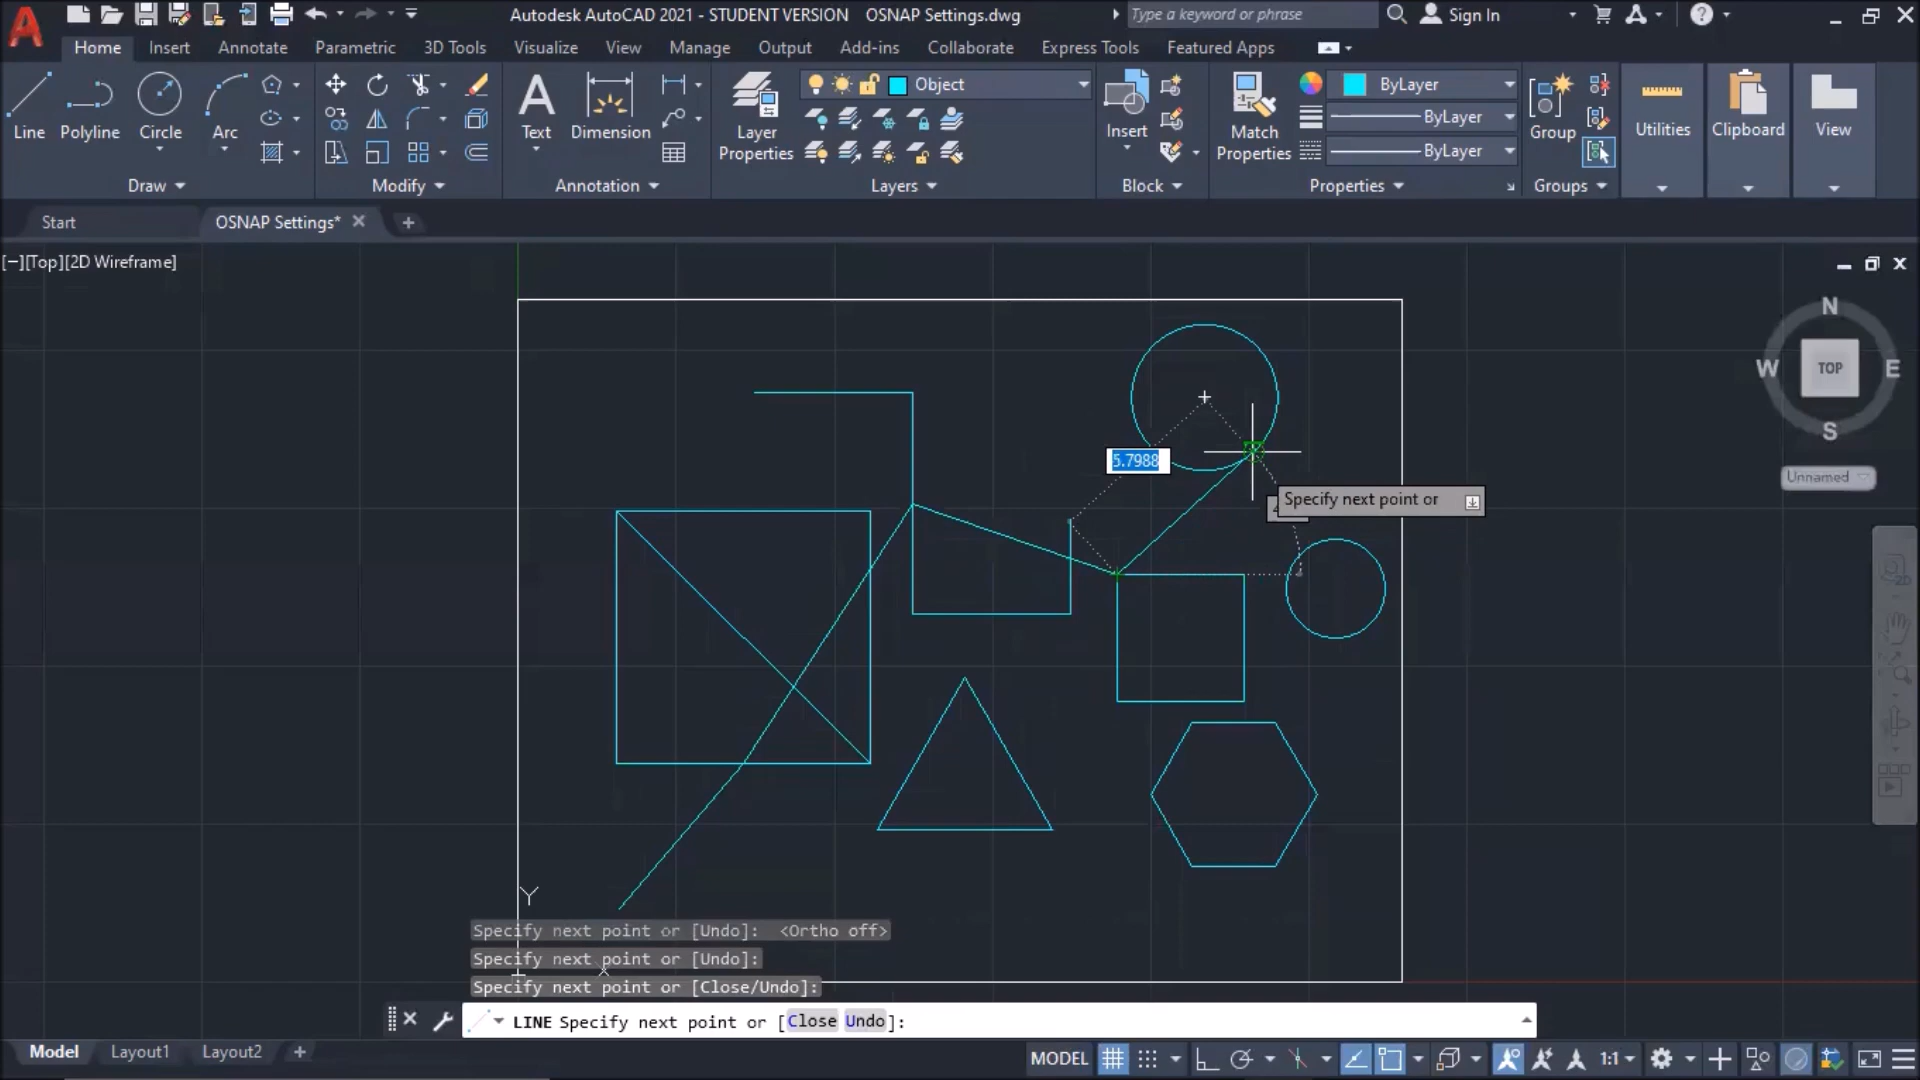 Autodesk AutoCAD 2021 - STUDENT VERSION OSNAP Settings.dwg
Type a keyword or phrase
Sign In
Home Insert Annotate Parametric 3D Tools Visualize View Manage Output Add-ins Collaborate Express Tools Featured Apps
Line Polyline Circle Arc
Draw
Modify
Text Dimension
Annotation
Layer Properties
Object
Layers
Insert
Block
Match Properties
ByLayer
ByLayer
ByLayer
Properties
Group
Groups
Utilities
Clipboard
View
Start
OSNAP Settings*
[−][Top][2D Wireframe]
N
W TOP E
S
Unnamed
5.7988
Specify next point or
2D
Y
X
Specify next point or [Undo]: <Ortho off>
Specify next point or [Undo]:
Specify next point or [Close/Undo]:
LINE Specify next point or [Close Undo]:
Model Layout1 Layout2 +
MODEL
1:1